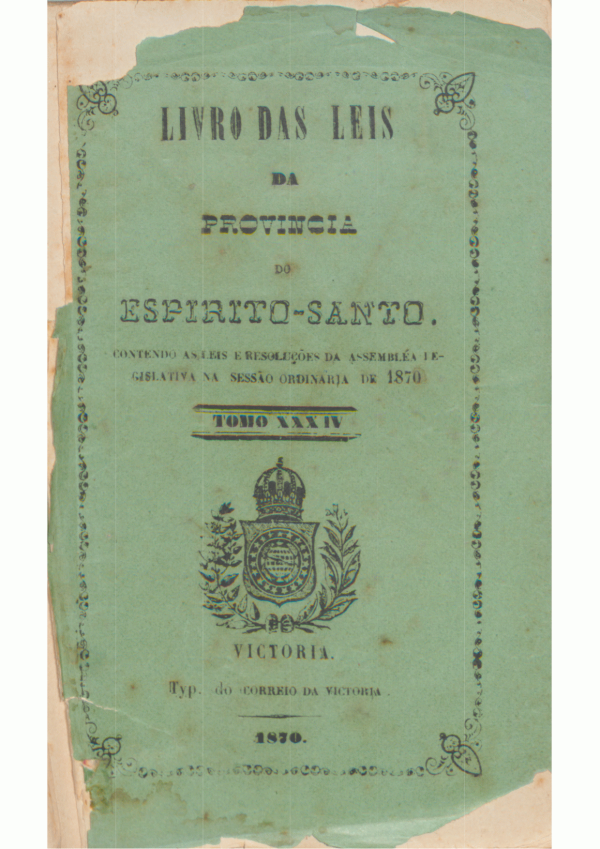 LIVRO DAS LEIS
DA
PROVINCIA
DO
ESPIRITO-SANTO.
CONTENDO AS LEIS E RESOLUÇÕES DA ASSEMBLÉA LE-
GISLATIVA NA SESSÃO ORDINARIA DE 1870
TOMO XXXIV
VICTORIA.
Typ. do CORREIO DA VICTORIA.
1870.